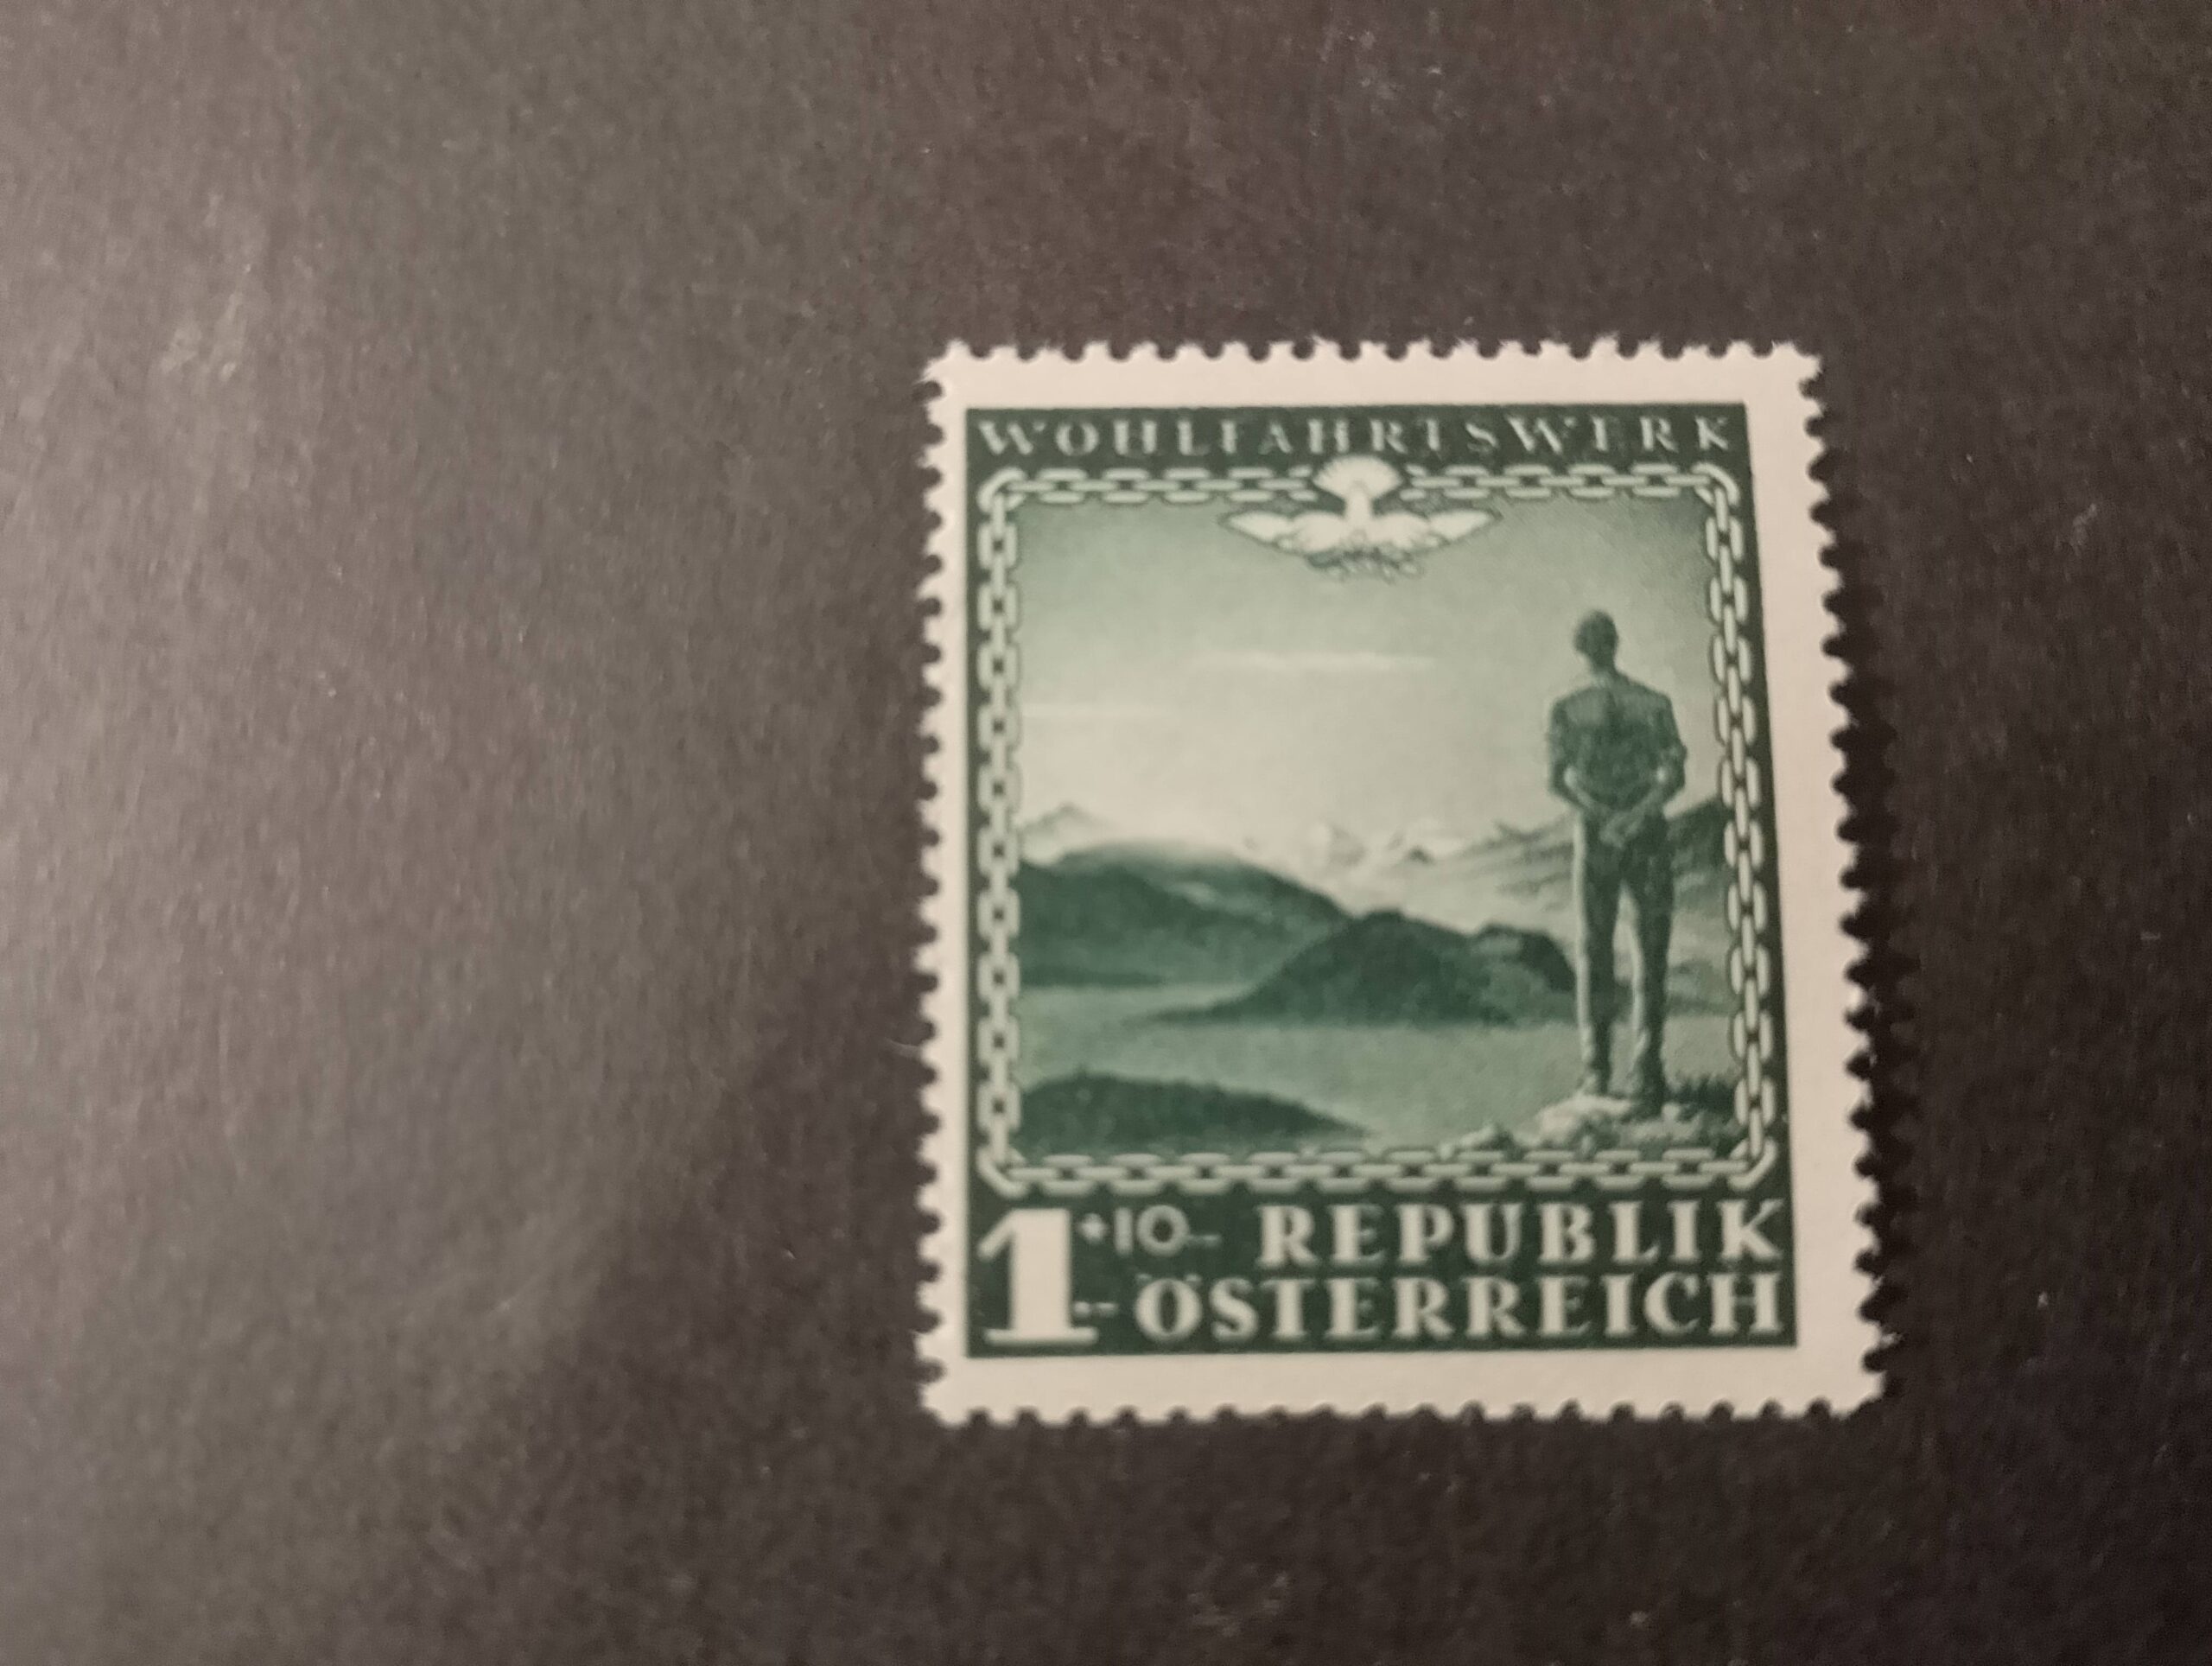 WOHLFAHRTSWERK
1.-- +10.-- REPUBLIK
ÖSTERREICH